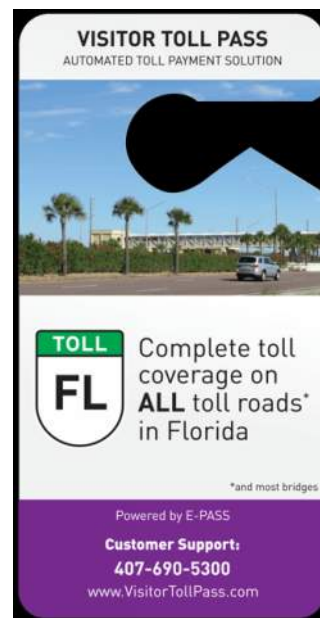 VISITOR TOLL PASS
AUTOMATED TOLL PAYMENT SOLUTION
TOLL
FL
Complete toll
coverage on
ALL toll roads*
in Florida
*and most bridges
Powered by E-PASS
Customer Support:
407-690-5300
www.VisitorTollPass.com